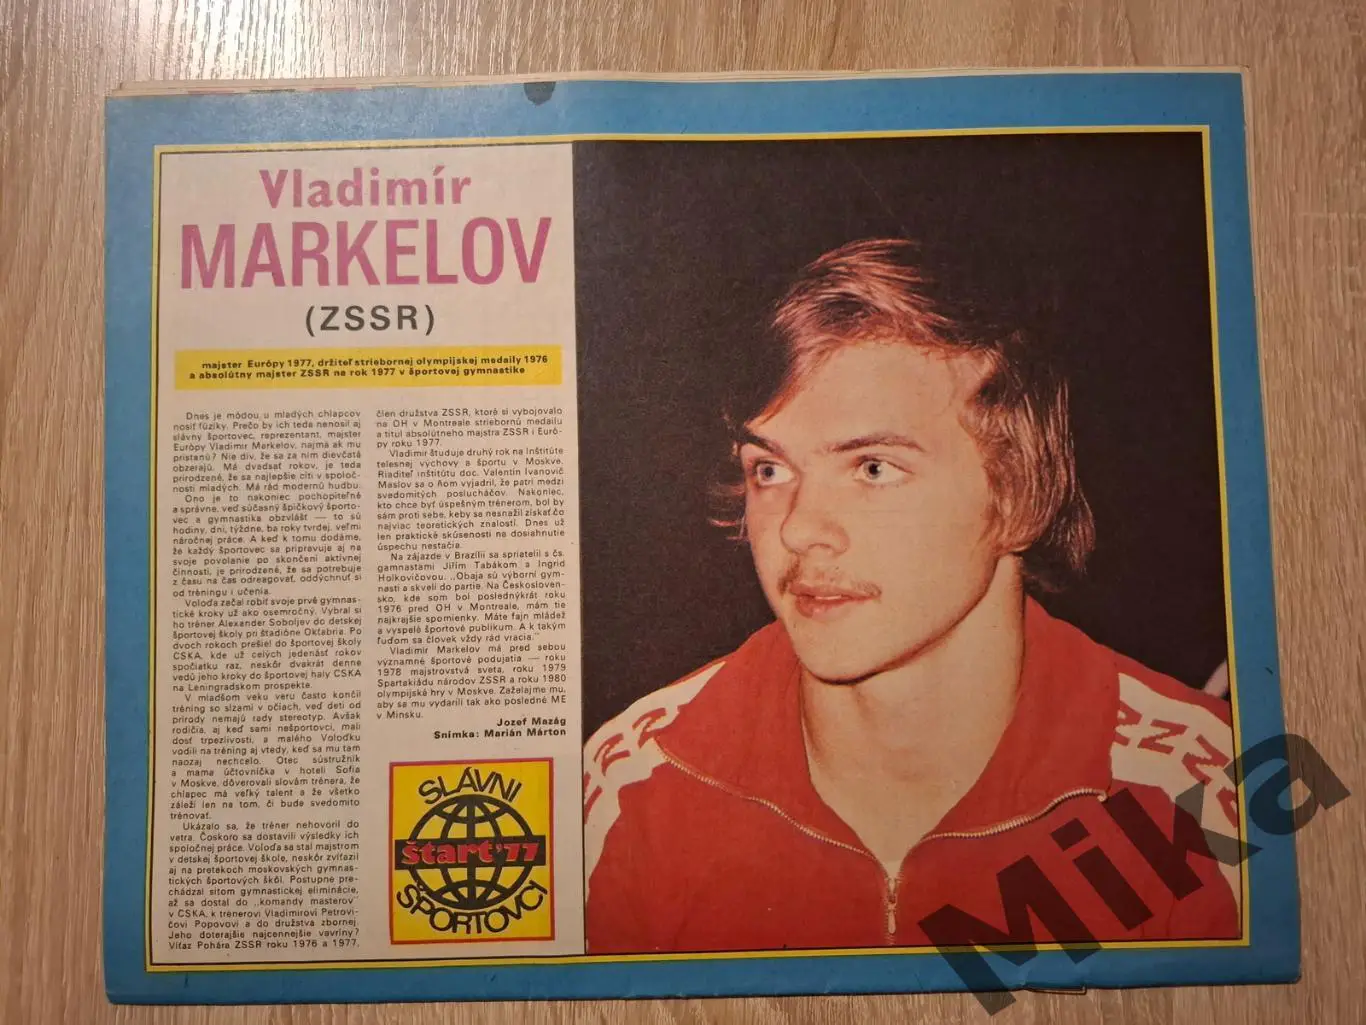 Vladimír
MARKELOV
(ZSSR)
majster Európy 1977, držiteľ striebornej olympijskej medaily 1976
a absolútny majster ZSSR na rok 1977 v športovej gymnastike
Dnes je módou u mladých chlapcov
nosiť fúziky. Prečo by ich teda nenosil aj
slávny športovec, reprezentant, majster
Európy Vladimír Markelov, najmä ak mu
pristanú? Nie div, že sa za ním dievčatá
obzerajú. Má dvadsať rokov, je teda
prirodzené, že sa najlepšie cíti v spoloč-
nosti mladých. Má rád modernú hudbu.
Ono je to nakoniec pochopiteľné
a správne, veď súčasný špičkový športo-
vec a gymnastika obzvlášť — to sú
hodiny, dni, týždne, ba roky tvrdej, veľmi
náročnej práce. A keď k tomu dodáme,
že každý športovec sa pripravuje aj na
svoje povolanie po skončení aktívnej
činnosti, je prirodzené, že sa potrebuje
z času na čas odreagovať, oddýchnuť si
od tréningu i učenia.
Voloďa začal robiť svoje prvé gymnas-
tické kroky už ako osemročný. Vybral si
ho tréner Alexander Soboljev do detskej
športovej školy pri štadióne Okťabria. Po
dvoch rokoch prešiel do športovej školy
CSKA, kde už celých jedenásť rokov
spočiatku raz, neskôr dvakrát denne
vedú jeho kroky do športovej haly CSKA
na Leningradskom prospekte.
V mladšom veku veru často končil
tréning so slzami v očiach, veď deti od
prírody nemajú rady stereotyp. Avšak
rodičia, aj keď sami nešportovci, mali
dosť trpezlivosti, a malého Voloďku
vodili na tréning aj vtedy, keď sa mu tam
naozaj nechcelo. Otec sústružník
a mama účtovníčka v hoteli Sofia
v Moskve, dôverovali slovám trénera, že
chlapec má veľký talent a že všetko
záleží len na tom, či bude svedomito
trénovať.
Ukázalo sa, že tréner nehovoril do
vetra. Čoskoro sa dostavili výsledky ich
spoločnej práce. Voloďa sa stal majstrom
v detskej športovej škole, neskôr zvíťazil
aj na pretekoch moskovských gymnas-
tických športových škôl. Postupne pre-
chádzal sitom gymnastickej eliminácie,
až sa dostal do „komandy masterov"
v CSKA, k trénerovi Vladimirovi Petrovi-
čovi Popovovi a do družstva zbornej.
Jeho doterajšie najcennejšie vavríny?
Víťaz Pohára ZSSR roku 1976 a 1977,
člen družstva ZSSR, ktoré si vybojovalo
na OH v Montreale striebornú medailu
a titul absolútneho majstra ZSSR i Euró-
py roku 1977.
Vladimír študuje druhý rok na Inštitúte
telesnej výchovy a športu v Moskve.
Riaditeľ inštitútu doc. Valentin Ivanovič
Maslov sa o ňom vyjadril, že patrí medzi
svedomitých poslucháčov. Nakoniec,
kto chce byť úspešným trénerom, bol by
sám proti sebe, keby sa nesnažil získať čo
najviac teoretických znalostí. Dnes už
len praktické skúsenosti na dosiahnutie
úspechu nestačia.
Na zájazde v Brazílii sa spriatelil s čs.
gymnastami Jiřím Tabákom a Ingrid
Holkovičovou. „Obaja sú výborní gym-
nasti a skvelí do partie. Na Českosloven-
sko, kde som bol poslednýkrát roku
1976 pred OH v Montreale, mám tie
najkrajšie spomienky. Máte fajn mládež
a vyspelé športové publikum. A k takým
ľuďom sa človek vždy rád vracia."
Vladimír Markelov má pred sebou
významné športové podujatia — roku
1978 majstrovstvá sveta, roku 1979
Spartakiádu národov ZSSR a roku 1980
olympijské hry v Moskve. Zaželajme mu,
aby sa mu vydarili tak ako posledné ME
v Minsku.
Jozef Mazág
Snímka: Marián Márton
SLÁVNI
štart '77
ŠPORTOVCI
Mika